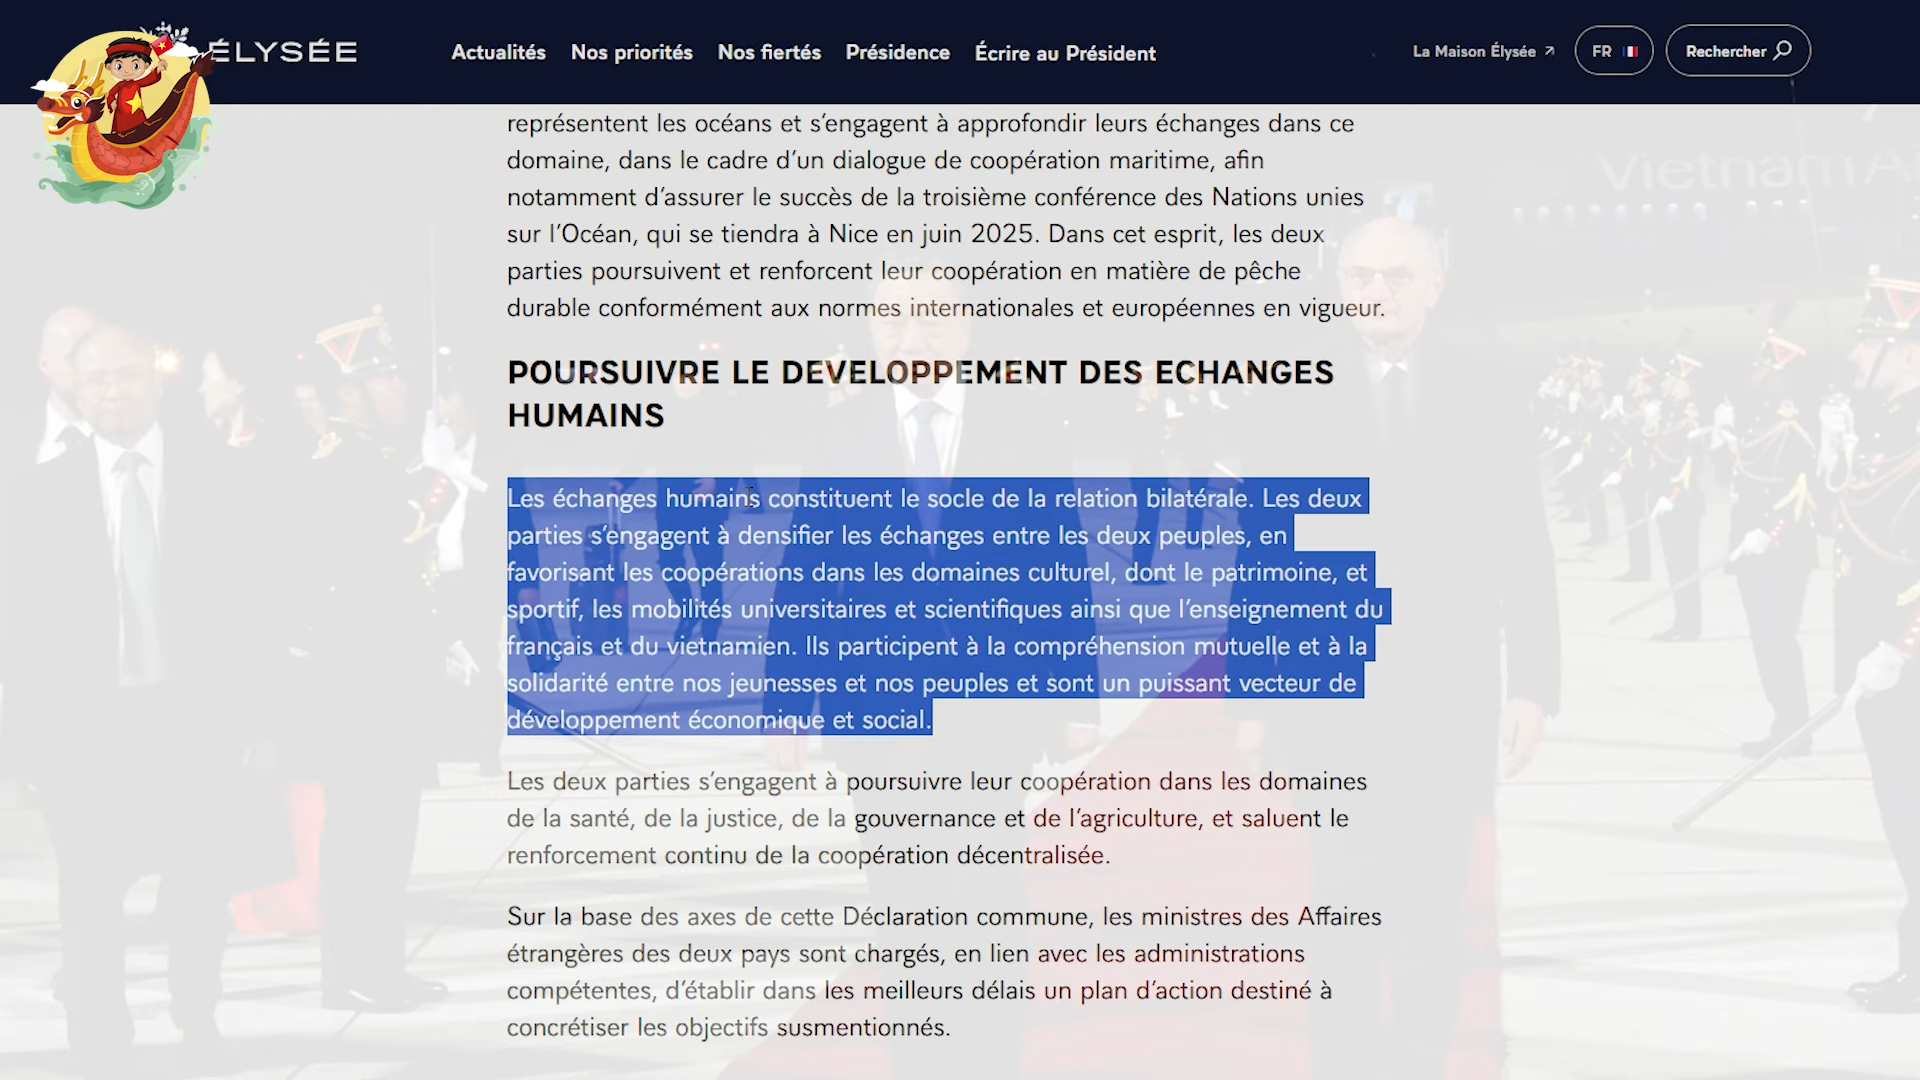 ÉLYSÉE
Actualités
Nos priorités
Nos fiertés
Présidence
Écrire au Président
La Maison Élysée
FR
Rechercher
Vietnam A
représentent les océans et s’engagent à approfondir leurs échanges dans ce
domaine, dans le cadre d’un dialogue de coopération maritime, afin
notamment d’assurer le succès de la troisième conférence des Nations unies
sur l’Océan, qui se tiendra à Nice en juin 2025. Dans cet esprit, les deux
parties poursuivent et renforcent leur coopération en matière de pêche
durable conformément aux normes internationales et européennes en vigueur.
POURSUIVRE LE DEVELOPPEMENT DES ECHANGES
HUMAINS
Les échanges humains constituent le socle de la relation bilatérale. Les deux
parties s’engagent à densifier les échanges entre les deux peuples, en
favorisant les coopérations dans les domaines culturel, dont le patrimoine, et
sportif, les mobilités universitaires et scientifiques ainsi que l’enseignement du
français et du vietnamien. Ils participent à la compréhension mutuelle et à la
solidarité entre nos jeunesses et nos peuples et sont un puissant vecteur de
développement économique et social.
Les deux parties s’engagent à poursuivre leur coopération dans les domaines
de la santé, de la justice, de la gouvernance et de l’agriculture, et saluent le
renforcement continu de la coopération décentralisée.
Sur la base des axes de cette Déclaration commune, les ministres des Affaires
étrangères des deux pays sont chargés, en lien avec les administrations
compétentes, d’établir dans les meilleurs délais un plan d’action destiné à
concrétiser les objectifs susmentionnés.